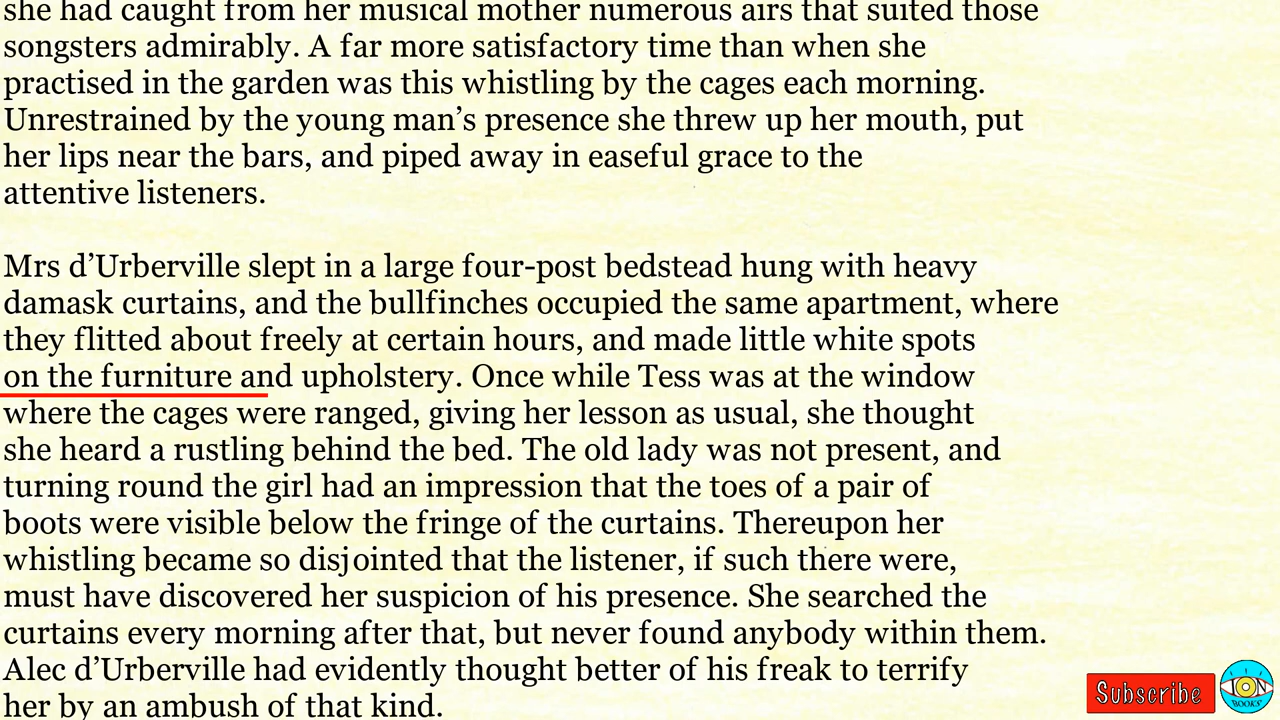 she had caught from her musical mother numerous airs that suited those
songsters admirably. A far more satisfactory time than when she
practised in the garden was this whistling by the cages each morning.
Unrestrained by the young man’s presence she threw up her mouth, put
her lips near the bars, and piped away in easeful grace to the
attentive listeners.
Mrs d’Urberville slept in a large four-post bedstead hung with heavy
damask curtains, and the bullfinches occupied the same apartment, where
they flitted about freely at certain hours, and made little white spots
on the furniture and upholstery. Once while Tess was at the window
where the cages were ranged, giving her lesson as usual, she thought
she heard a rustling behind the bed. The old lady was not present, and
turning round the girl had an impression that the toes of a pair of
boots were visible below the fringe of the curtains. Thereupon her
whistling became so disjointed that the listener, if such there were,
must have discovered her suspicion of his presence. She searched the
curtains every morning after that, but never found anybody within them.
Alec d’Urberville had evidently thought better of his freak to terrify
her by an ambush of that kind.
Subscribe
ION
BOOKS